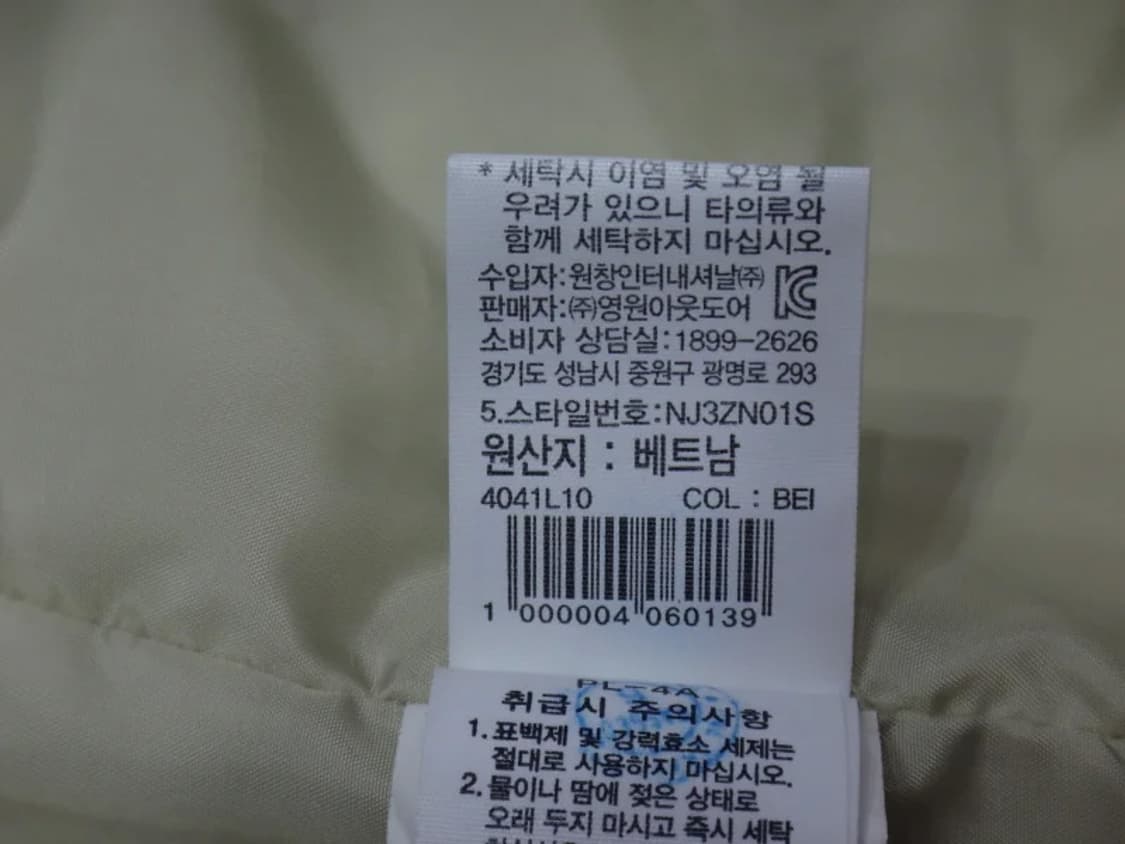 * 세탁시 이염 및 오염 될
우려가 있으니 타의류와
함께 세탁하지 마십시오.
수입자:원창인터내셔날㈜
판매자:㈜영원아웃도어
소비자 상담실:1899-2626
경기도 성남시 중원구 광명로 293
5.스타일번호:NJ3ZN01S
원산지 : 베트남
4041L10 COL : BEI
1 000004 060139
PL-4A
취급시 주의사항
1.표백제 및 강력효소 세제는
절대로 사용하지 마십시오.
2.물이나 땀에 젖은 상태로
오래 두지 마시고 즉시 세탁